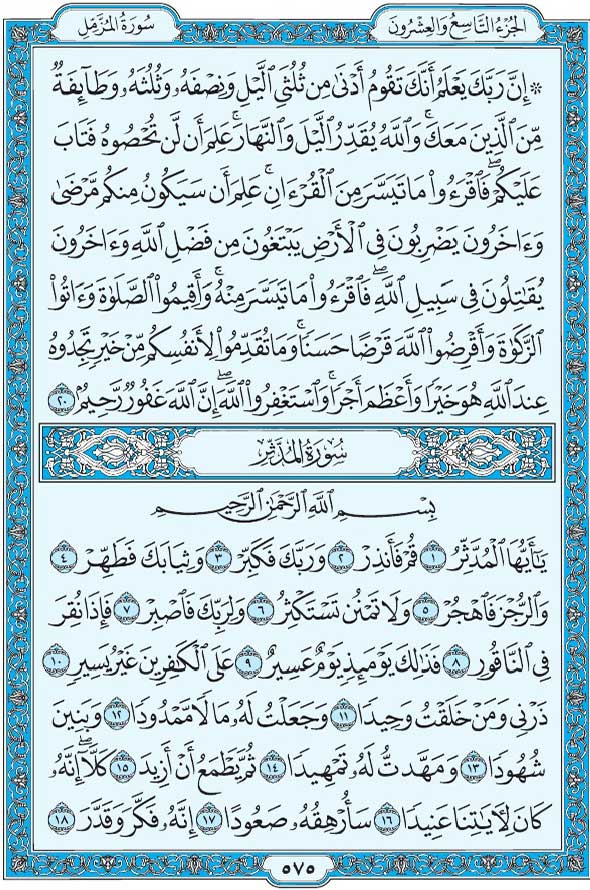 الجُزْءُ التَّاسِعُ وَالعِشْرُونَ
سُورَةُ المُزَّمِّل
۞ إِنَّ رَبَّكَ يَعْلَمُ أَنَّكَ تَقُومُ أَدْنَىٰ مِن ثُلُثَيِ ٱلَّيْلِ وَنِصْفَهُۥ وَثُلُثَهُۥ وَطَآئِفَةٌ
مِّنَ ٱلَّذِينَ مَعَكَ ۚ وَٱللَّهُ يُقَدِّرُ ٱلَّيْلَ وَٱلنَّهَارَ ۚ عَلِمَ أَن لَّن تُحْصُوهُ فَتَابَ
عَلَيْكُمْ ۖ فَٱقْرَءُوا۟ مَا تَيَسَّرَ مِنَ ٱلْقُرْءَانِ ۚ عَلِمَ أَن سَيَكُونُ مِنكُم مَّرْضَىٰ
وَءَاخَرُونَ يَضْرِبُونَ فِى ٱلْأَرْضِ يَبْتَغُونَ مِن فَضْلِ ٱللَّهِ ۙ وَءَاخَرُونَ
يُقَٰتِلُونَ فِى سَبِيلِ ٱللَّهِ ۖ فَٱقْرَءُوا۟ مَا تَيَسَّرَ مِنْهُ ۚ وَأَقِيمُوا۟ ٱلصَّلَوٰةَ وَءَاتُوا۟
ٱلزَّكَوٰةَ وَأَقْرِضُوا۟ ٱللَّهَ قَرْضًا حَسَنًا ۚ وَمَا تُقَدِّمُوا۟ لِأَنفُسِكُم مِّنْ خَيْرٍ تَجِدُوهُ
عِندَ ٱللَّهِ هُوَ خَيْرًا وَأَعْظَمَ أَجْرًا ۚ وَٱسْتَغْفِرُوا۟ ٱللَّهَ ۖ إِنَّ ٱللَّهَ غَفُورٌ رَّحِيمٌۢ ٢٠
سُورَةُ المُدَّثِّر
بِسْمِ ٱللَّهِ ٱلرَّحْمَٰنِ ٱلرَّحِيمِ
يَٰٓأَيُّهَا ٱلْمُدَّثِّرُ ١ قُمْ فَأَنذِرْ ٢ وَرَبَّكَ فَكَبِّرْ ٣ وَثِيَابَكَ فَطَهِّرْ ٤
وَٱلرُّجْزَ فَٱهْجُرْ ٥ وَلَا تَمْنُن تَسْتَكْثِرُ ٦ وَلِرَبِّكَ فَٱصْبِرْ ٧ فَإِذَا نُقِرَ
فِى ٱلنَّاقُورِ ٨ فَذَٰلِكَ يَوْمَئِذٍ يَوْمٌ عَسِيرٌ ٩ عَلَى ٱلْكَٰفِرِينَ غَيْرُ يَسِيرٍ ١٠
ذَرْنِى وَمَنْ خَلَقْتُ وَحِيدًا ١١ وَجَعَلْتُ لَهُۥ مَالًا مَّمْدُودًا ١٢ وَبَنِينَ
شُهُودًا ١٣ وَمَهَّدتُّ لَهُۥ تَمْهِيدًا ١٤ ثُمَّ يَطْمَعُ أَنْ أَزِيدَ ١٥ كَلَّآ ۖ إِنَّهُۥ
كَانَ لِءَايَٰتِنَا عَنِيدًا ١٦ سَأُرْهِقُهُۥ صَعُودًا ١٧ إِنَّهُۥ فَكَّرَ وَقَدَّرَ ١٨
٥٧٥